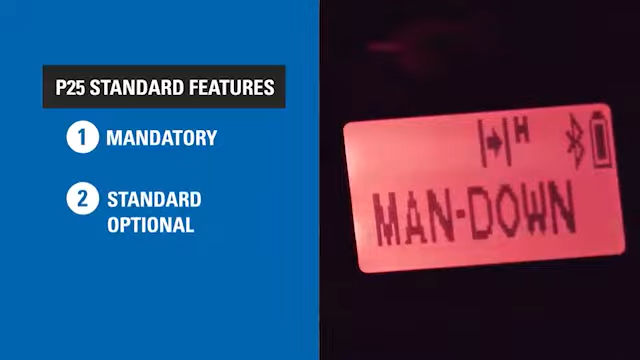 P25 STANDARD FEATURES
1 MANDATORY
2 STANDARD
OPTIONAL
H
MAN-DOWN